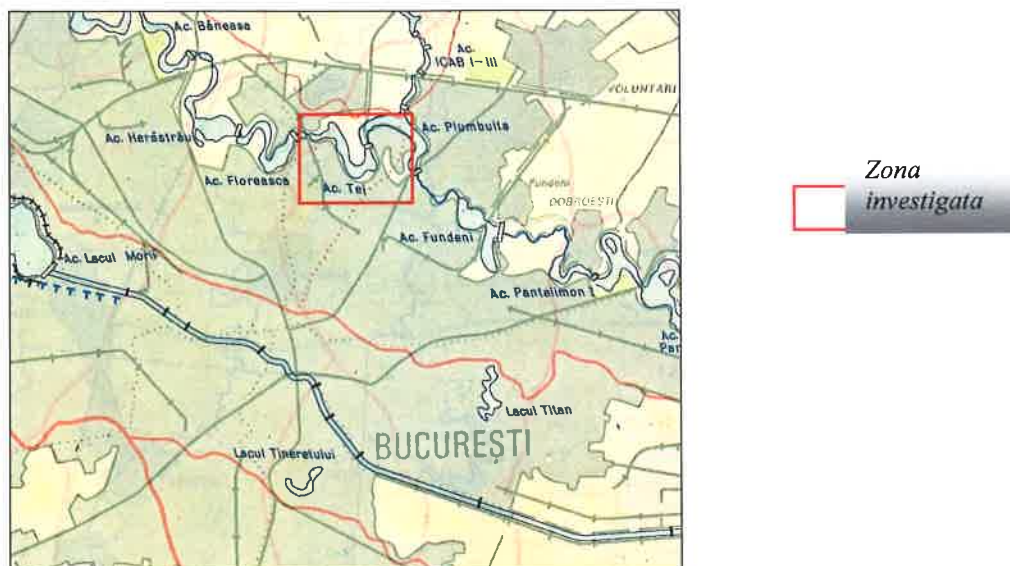 Ac. Băneasa
Ac.
ICAB I-III
VOLUNTARI
Ac. Herăstrău
Ac. Plumbuita
Ac. Floreasca
Ac. Tei
Fundeni
DOBROEȘTI
Ac. Fundeni
Ac. Lacul Morii
Ac. Pantelimon I
Ac.
Pan
Lacul Titan
BUCUREȘTI
Lacul Tineretului
Zona
investigata